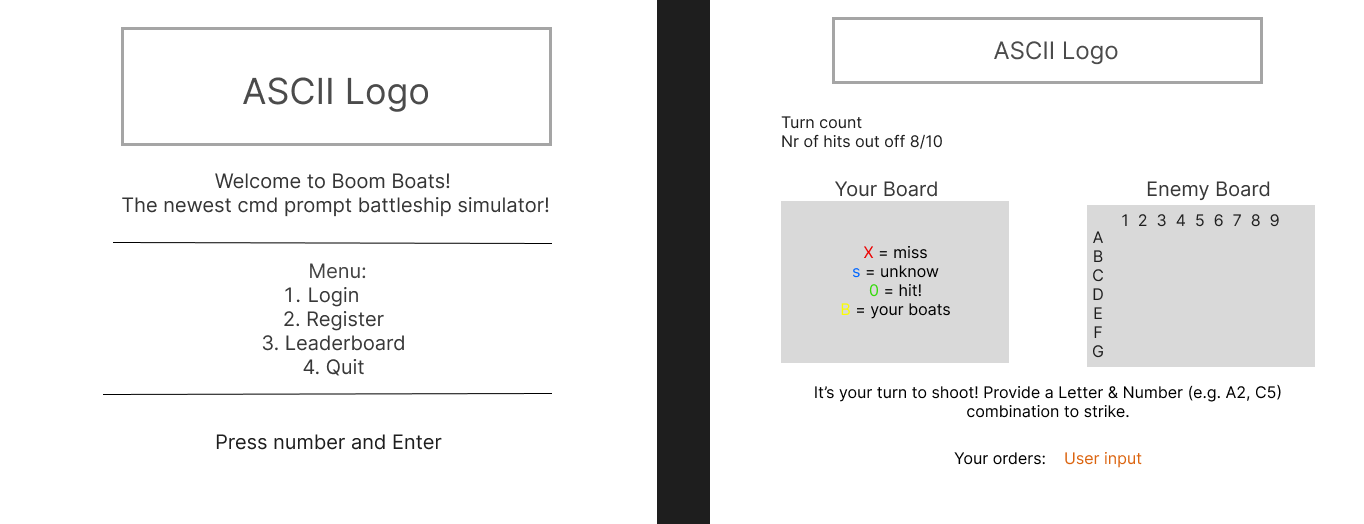 ASCII Logo
Welcome to Boom Boats!
The newest cmd prompt battleship simulator!
Menu:
1. Login
2. Register
3. Leaderboard
4. Quit
Press number and Enter
ASCII Logo
Turn count
Nr of hits out off 8/10
Your Board
X = miss
s = unknow
0 = hit!
B = your boats
Enemy Board
1 2 3 4 5 6 7 8 9
A
B
C
D
E
F
G
It’s your turn to shoot! Provide a Letter & Number (e.g. A2, C5)
combination to strike.
Your orders: User input